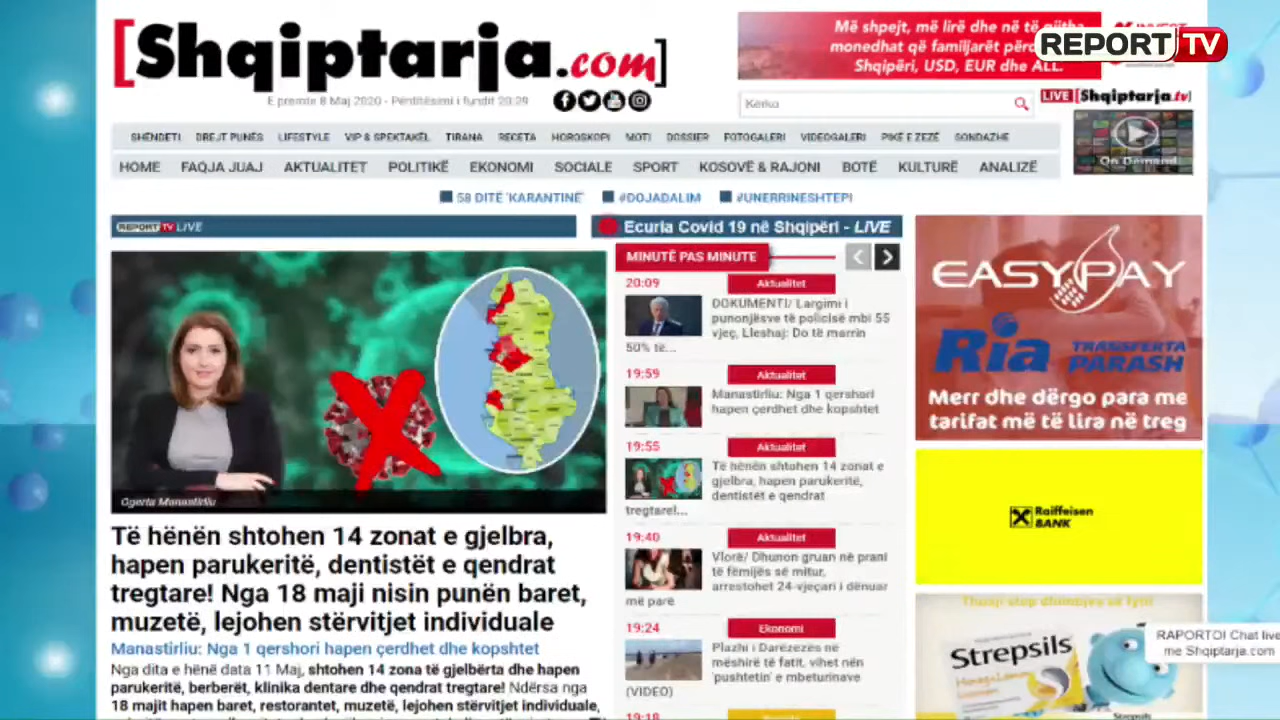 REPORT TV
[Shqiptarja.com]
Më shpejt, më lirë dhe në të gjitha
monedhat që familjarët
Shqipëri, USD, EUR dhe ALL.
E premte 8 Maj 2020 - Përditësimi i fundit 20:29
Kërko
LIVE [Shqiptarja.tv]
On Demand
SHËNDETI DREJT PUNËS LIFESTYLE VIP & SPEKTAKËL TIRANA RECETA HOROSKOPI MOTI DOSSIER FOTOGALERI VIDEOGALERI PIKË E ZEZË SONDAZHE
HOME FAQJA JUAJ AKTUALITET POLITIKË EKONOMI SOCIALE SPORT KOSOVË & RAJONI BOTË KULTURË ANALIZË
58 DITË 'KARANTINË' #DOJADALIM #UNERRINESHTEPI
REPORT TV LIVE
Ogerta Manastirliu
Të hënën shtohen 14 zonat e gjelbra,
hapen parukeritë, dentistët e qendrat
tregtare! Nga 18 maji nisin punën baret,
muzetë, lejohen stërvitjet individuale
Manastirliu: Nga 1 qershori hapen çerdhet dhe kopshtet
Nga dita e hënë data 11 Maj, shtohen 14 zona të gjelbërta dhe hapen
parukeritë, berberët, klinika dentare dhe qendrat tregtare! Ndërsa nga
18 majit hapen baret, restorantet, muzetë, lejohen stërvitjet individuale,
Ecuria Covid 19 në Shqipëri - LIVE
MINUTË PAS MINUTE
20:09
Aktualitet
DOKUMENTI/ Largimi i
punonjësve të policisë mbi 55
vjeç, Lleshaj: Do të marrin
50% të...
19:59
Aktualitet
Manastirliu: Nga 1 qershori
hapen çerdhet dhe kopshtet
19:55
Aktualitet
Të hënën shtohen 14 zonat e
gjelbra, hapen parukeritë,
dentistët e qendrat
tregtare!...
19:40
Aktualitet
Vlorë/ Dhunon gruan në prani
të fëmijës së mitur,
arrestohet 24-vjeçari i dënuar
më parë
19:24
Ekonomi
Plazhi i Darëzezës në
mëshirë të fatit, vihet nën
'pushtetin' e mbeturinave
(VIDEO)
19:18
EASYPAY
Ria TRANSFERTA
PARASH
Merr dhe dërgo para me
tarifat më të lira në treg
Raiffeisen
BANK
Strepsils
Strepsils
RAPORTO! Chat live
me Shqiptarja.com